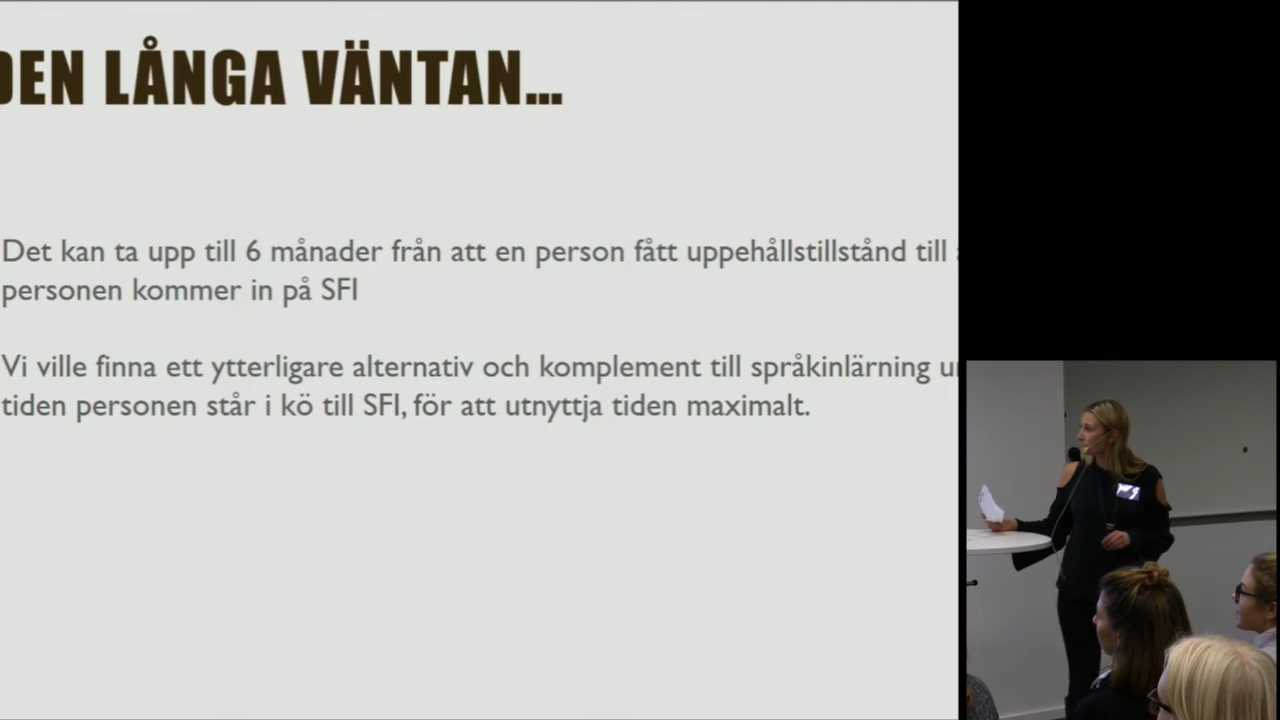 DEN LÅNGA VÄNTAN...
Det kan ta upp till 6 månader från att en person fått uppehållstillstånd till
personen kommer in på SFI
Vi ville finna ett ytterligare alternativ och komplement till språkinlärning
tiden personen står i kö till SFI, för att utnyttja tiden maximalt.